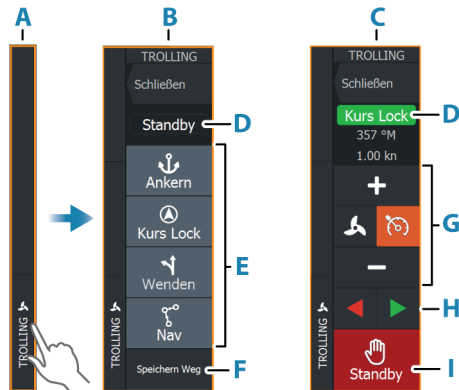 A
B
C
TROLLING
TROLLING
Schließen
Standby
D
Ankern
Kurs Lock
Wenden
Nav
E
TROLLING
Speichern Weg
F
TROLLING
Schließen
Kurs Lock
D
357 °M
1.00 kn
G
H
TROLLING
Standby
I